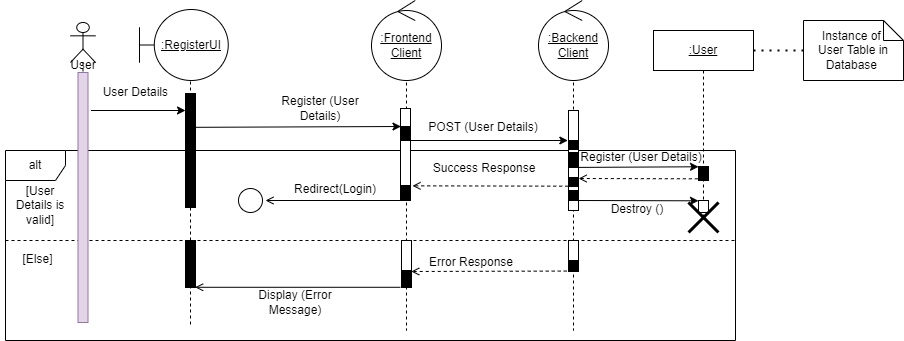 :RegisterUI
:Frontend
Client
:Backend
Client
:User
Instance of
User Table in
Database
User
User Details
Register (User
Details)
POST (User Details)
alt
Register (User Details)
Success Response
[User
Details is
valid]
Redirect(Login)
Destroy ()
[Else]
Error Response
Display (Error
Message)